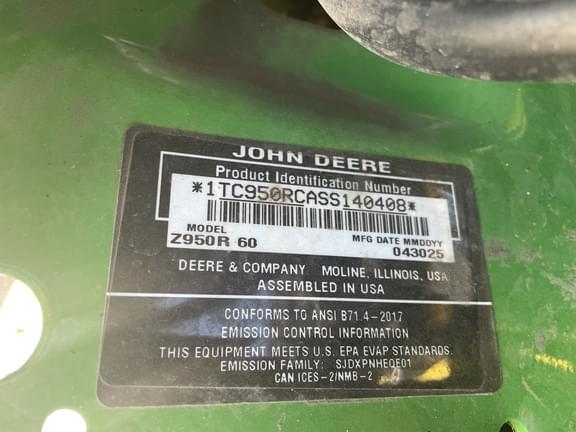 JOHN DEERE
Product Identification Number
*1TC950RCASS140408*
MODEL MFG DATE MMDDYY
Z950R 60 043025
DEERE & COMPANY MOLINE, ILLINOIS, USA
ASSEMBLED IN USA
CONFORMS TO ANSI B71.4-2017
EMISSION CONTROL INFORMATION
THIS EQUIPMENT MEETS U.S. EPA EVAP STANDARDS.
EMISSION FAMILY: SJDXPNHEQE01
CAN ICES-2/NMB-2